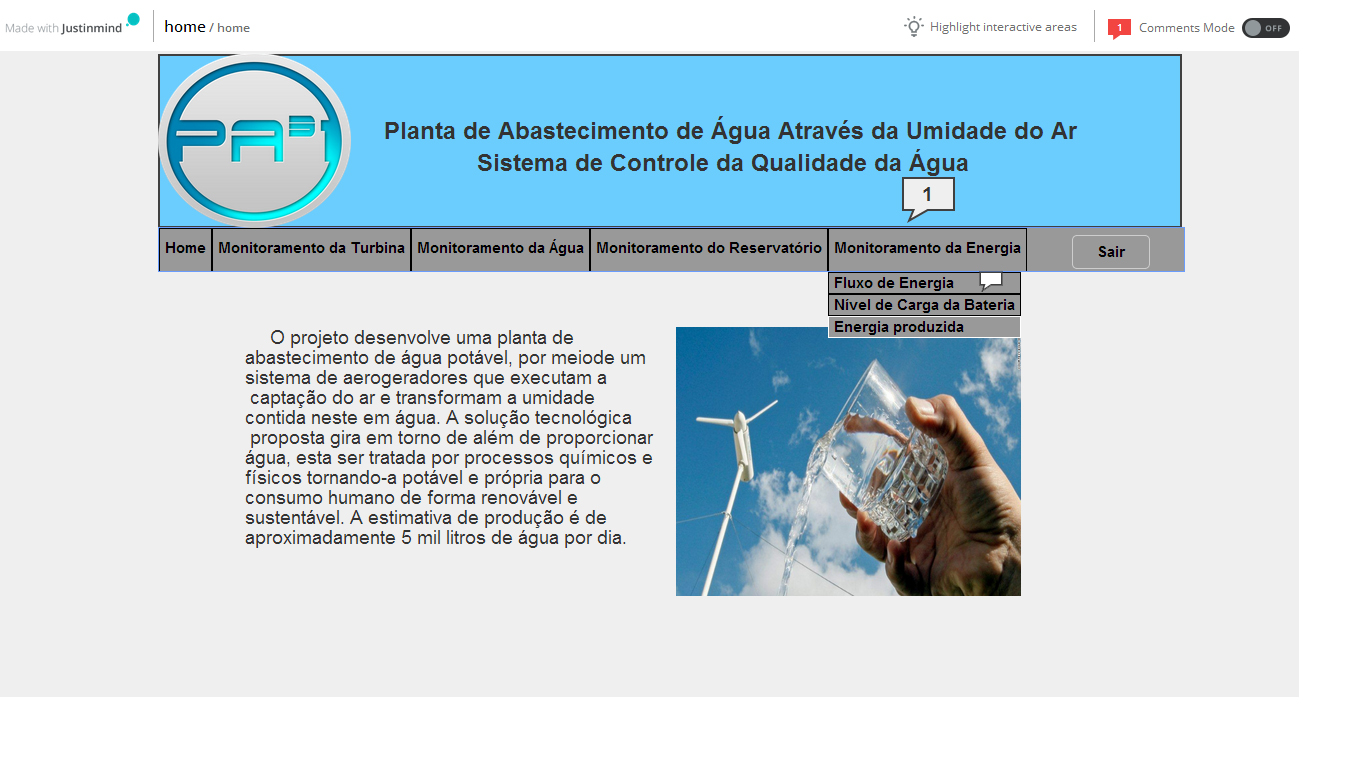 Made with Justinmind
home / home
Highlight interactive areas
1
Comments Mode
OFF
PA31
Planta de Abastecimento de Água Através da Umidade do Ar
Sistema de Controle da Qualidade da Água
1
Home
Monitoramento da Turbina
Monitoramento da Água
Monitoramento do Reservatório
Monitoramento da Energia
Sair
Fluxo de Energia
Nível de Carga da Bateria
Energia produzida
O projeto desenvolve uma planta de
abastecimento de água potável, por meiode um
sistema de aerogeradores que executam a
captação do ar e transformam a umidade
contida neste em água. A solução tecnológica
proposta gira em torno de além de proporcionar
água, esta ser tratada por processos químicos e
físicos tornando-a potável e própria para o
consumo humano de forma renovável e
sustentável. A estimativa de produção é de
aproximadamente 5 mil litros de água por dia.